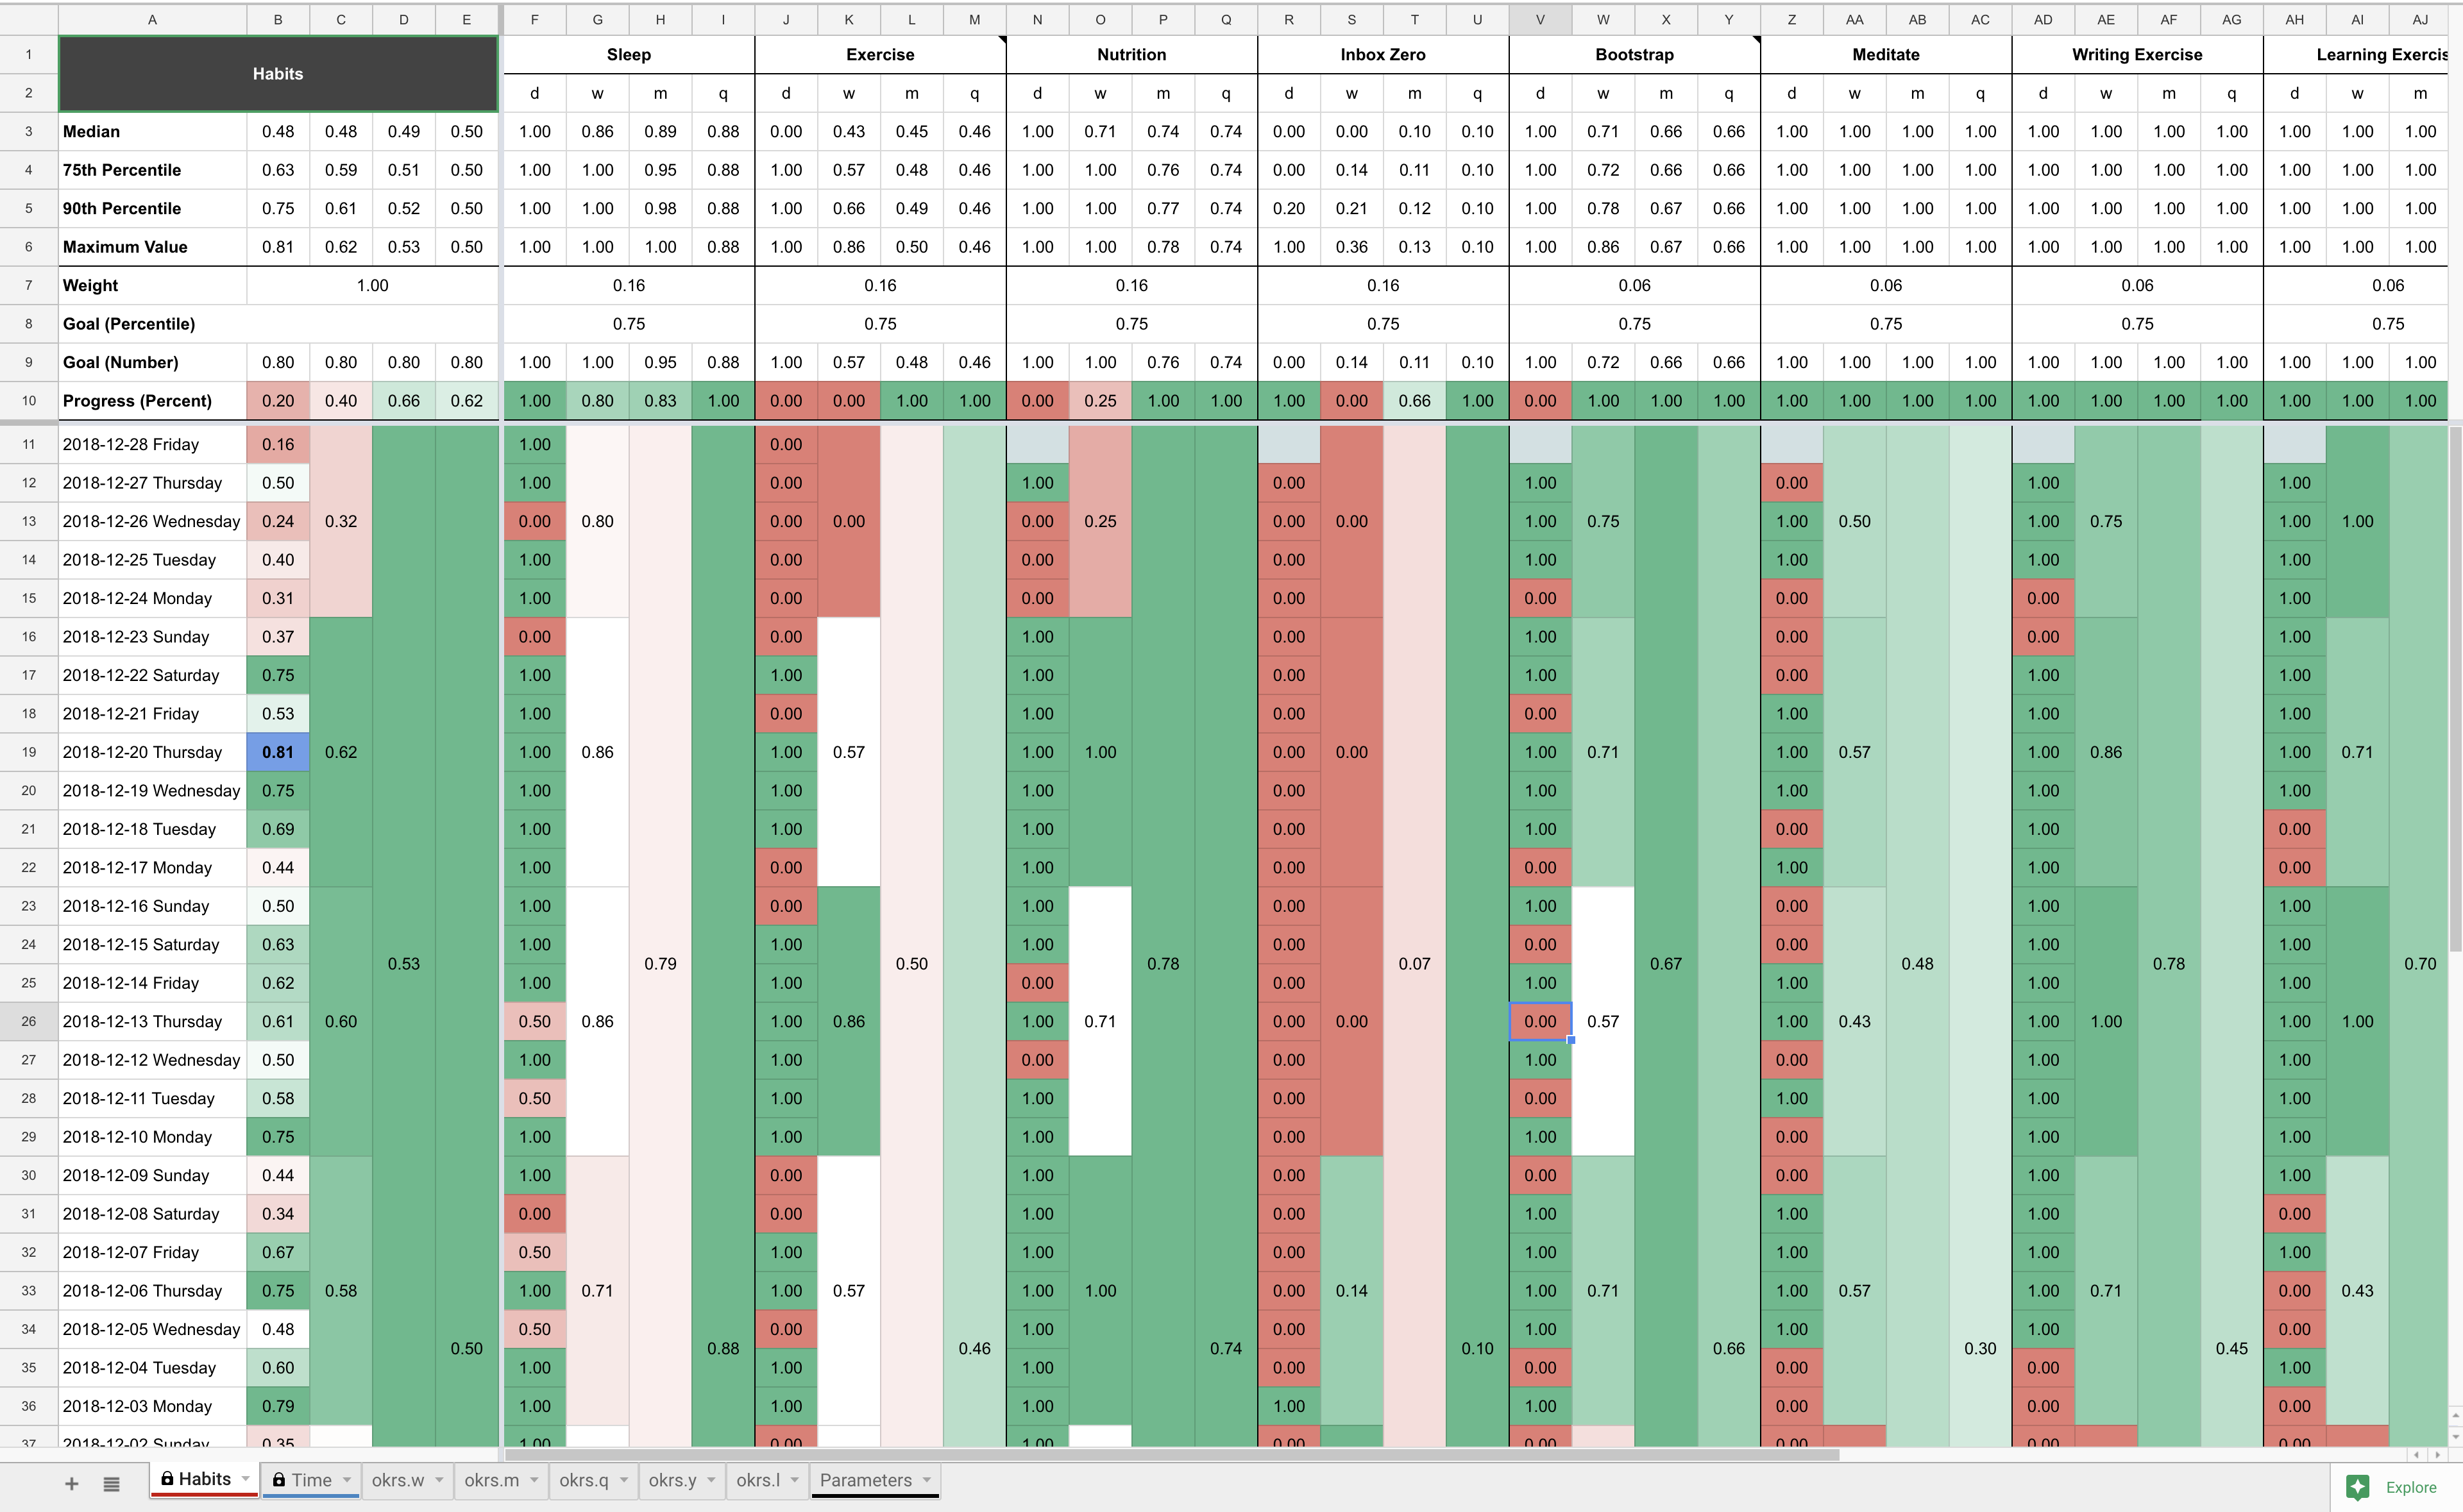 A B C D E F G H I J K L M N O P Q R S T U V W X Y Z AA AB AC AD AE AF AG AH AI AJ
1 Habits Sleep Exercise Nutrition Inbox Zero Bootstrap Meditate Writing Exercise Learning Exercis
2 d w m q d w m q d w m q d w m q d w m q d w m q d w m q d w m
3 Median 0.48 0.48 0.49 0.50 1.00 0.86 0.89 0.88 0.00 0.43 0.45 0.46 1.00 0.71 0.74 0.74 0.00 0.00 0.10 0.10 1.00 0.71 0.66 0.66 1.00 1.00 1.00 1.00 1.00 1.00 1.00 1.00 1.00 1.00 1.00
4 75th Percentile 0.63 0.59 0.51 0.50 1.00 1.00 0.95 0.88 1.00 0.57 0.48 0.46 1.00 1.00 0.76 0.74 0.00 0.14 0.11 0.10 1.00 0.72 0.66 0.66 1.00 1.00 1.00 1.00 1.00 1.00 1.00 1.00 1.00 1.00 1.00
5 90th Percentile 0.75 0.61 0.52 0.50 1.00 1.00 0.98 0.88 1.00 0.66 0.49 0.46 1.00 1.00 0.77 0.74 0.20 0.21 0.12 0.10 1.00 0.78 0.67 0.66 1.00 1.00 1.00 1.00 1.00 1.00 1.00 1.00 1.00 1.00 1.00
6 Maximum Value 0.81 0.62 0.53 0.50 1.00 1.00 1.00 0.88 1.00 0.86 0.50 0.46 1.00 1.00 0.78 0.74 1.00 0.36 0.13 0.10 1.00 0.86 0.67 0.66 1.00 1.00 1.00 1.00 1.00 1.00 1.00 1.00 1.00 1.00 1.00
7 Weight 1.00 0.16 0.16 0.16 0.16 0.06 0.06 0.06 0.06
8 Goal (Percentile) 0.75 0.75 0.75 0.75 0.75 0.75 0.75 0.75
9 Goal (Number) 0.80 0.80 0.80 0.80 1.00 1.00 0.95 0.88 1.00 0.57 0.48 0.46 1.00 1.00 0.76 0.74 0.00 0.14 0.11 0.10 1.00 0.72 0.66 0.66 1.00 1.00 1.00 1.00 1.00 1.00 1.00 1.00 1.00 1.00 1.00
10 Progress (Percent) 0.20 0.40 0.66 0.62 1.00 0.80 0.83 1.00 0.00 0.00 1.00 1.00 0.00 0.25 1.00 1.00 1.00 0.00 0.66 1.00 0.00 1.00 1.00 1.00 1.00 1.00 1.00 1.00 1.00 1.00 1.00 1.00 1.00 1.00 1.00
11 2018-12-28 Friday 0.16 1.00 0.00
12 2018-12-27 Thursday 0.50 1.00 0.00 1.00 0.00 1.00 0.00 1.00 1.00
13 2018-12-26 Wednesday 0.24 0.32 0.00 0.80 0.00 0.00 0.00 0.25 0.00 0.00 1.00 0.75 1.00 0.50 1.00 0.75 1.00 1.00
14 2018-12-25 Tuesday 0.40 1.00 0.00 0.00 0.00 1.00 1.00 1.00 1.00
15 2018-12-24 Monday 0.31 1.00 0.00 0.00 0.00 0.00 0.00 0.00 1.00
16 2018-12-23 Sunday 0.37 0.00 0.00 1.00 0.00 1.00 0.00 0.00 1.00
17 2018-12-22 Saturday 0.75 1.00 1.00 1.00 0.00 1.00 0.00 1.00 1.00
18 2018-12-21 Friday 0.53 1.00 0.00 1.00 0.00 0.00 1.00 1.00 1.00
19 2018-12-20 Thursday 0.81 0.62 1.00 0.86 1.00 0.57 1.00 1.00 0.00 0.00 1.00 0.71 1.00 0.57 1.00 0.86 1.00 0.71
20 2018-12-19 Wednesday 0.75 1.00 1.00 1.00 0.00 1.00 1.00 1.00 1.00
21 2018-12-18 Tuesday 0.69 1.00 1.00 1.00 0.00 1.00 0.00 1.00 0.00
22 2018-12-17 Monday 0.44 1.00 0.00 1.00 0.00 0.00 1.00 1.00 0.00
23 2018-12-16 Sunday 0.50 1.00 0.00 1.00 0.00 1.00 0.00 1.00 1.00
24 2018-12-15 Saturday 0.63 1.00 1.00 1.00 0.00 0.00 0.00 1.00 1.00
0.53 0.79 0.50 0.78 0.07 0.67 0.48 0.78 0.70
25 2018-12-14 Friday 0.62 1.00 1.00 0.00 0.00 1.00 1.00 1.00 1.00
26 2018-12-13 Thursday 0.61 0.60 0.50 0.86 1.00 0.86 1.00 0.71 0.00 0.00 0.00 0.57 1.00 0.43 1.00 1.00 1.00 1.00
27 2018-12-12 Wednesday 0.50 1.00 1.00 0.00 0.00 1.00 0.00 1.00 1.00
28 2018-12-11 Tuesday 0.58 0.50 1.00 1.00 0.00 0.00 1.00 1.00 1.00
29 2018-12-10 Monday 0.75 1.00 1.00 1.00 0.00 1.00 0.00 1.00 1.00
30 2018-12-09 Sunday 0.44 1.00 0.00 1.00 0.00 0.00 0.00 1.00 1.00
31 2018-12-08 Saturday 0.34 0.00 0.00 1.00 0.00 1.00 1.00 1.00 0.00
32 2018-12-07 Friday 0.67 0.50 1.00 1.00 0.00 1.00 1.00 1.00 1.00
33 2018-12-06 Thursday 0.75 0.58 1.00 0.71 1.00 0.57 1.00 1.00 0.00 0.14 1.00 0.71 1.00 0.57 1.00 0.71 0.00 0.43
34 2018-12-05 Wednesday 0.48 0.50 0.00 1.00 0.00 1.00 1.00 1.00 0.00
0.50 0.88 0.46 0.74 0.10 0.66 0.30 0.45
35 2018-12-04 Tuesday 0.60 1.00 1.00 1.00 0.00 0.00 0.00 0.00 1.00
36 2018-12-03 Monday 0.79 1.00 1.00 1.00 1.00 1.00 0.00 0.00 0.00
37 2018-12-02 Sunday 0.35 1.00 0.00 1.00 0.00 0.00 0.00 0.00 0.00
+ Habits Time okrs.w okrs.m okrs.q okrs.y okrs.l Parameters Explore